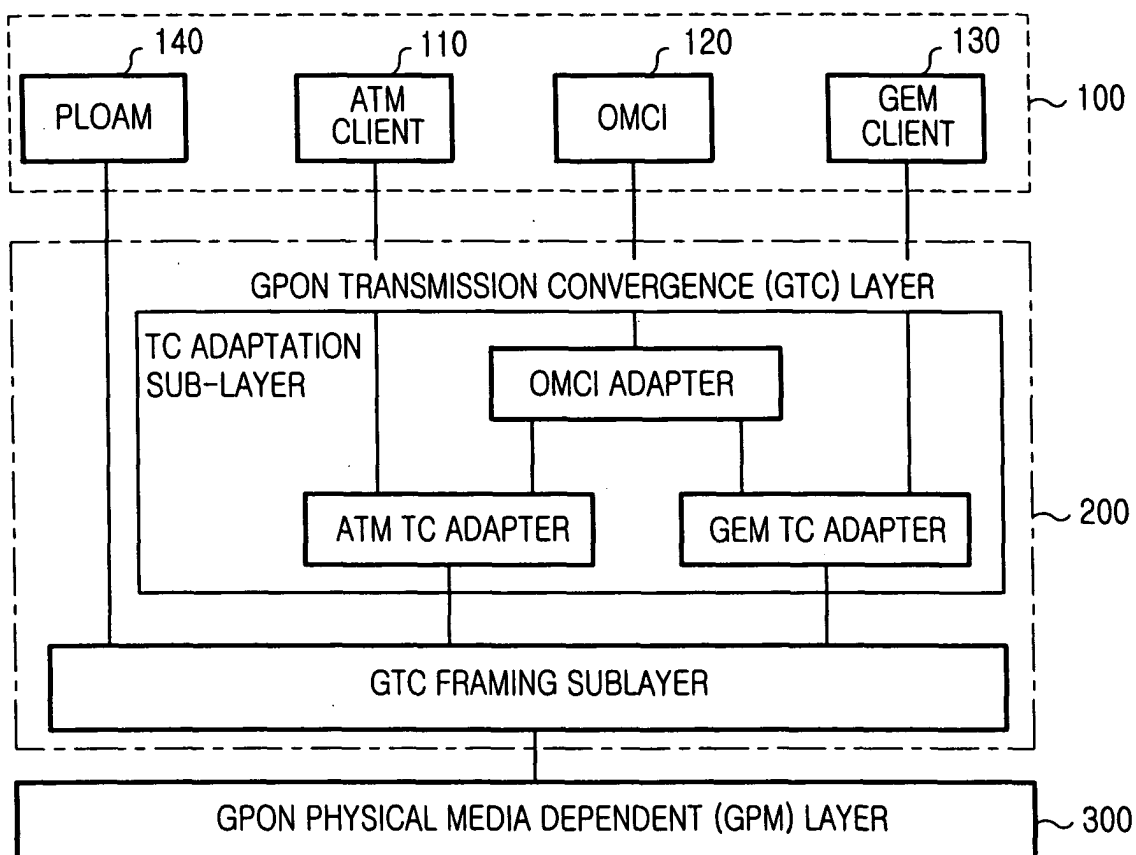 140
110
120
130
PLOAM
ATM
CLIENT
OMCI
GEM
CLIENT
100
GPON TRANSMISSION CONVERGENCE (GTC) LAYER
TC ADAPTATION
SUB-LAYER
OMCI ADAPTER
ATM TC ADAPTER
GEM TC ADAPTER
200
GTC FRAMING SUBLAYER
GPON PHYSICAL MEDIA DEPENDENT (GPM) LAYER
300